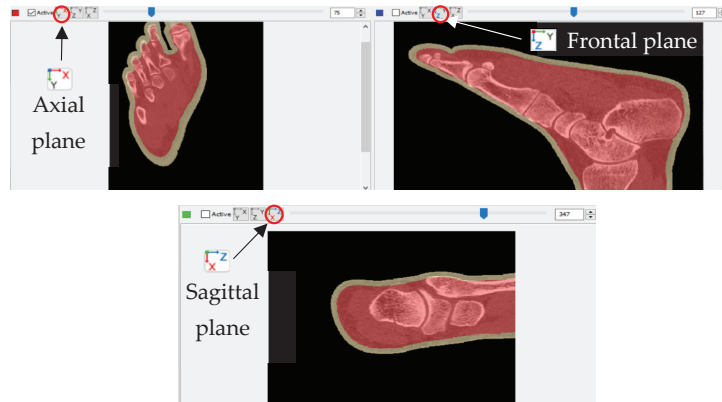 Active Y X Z Y X Z 75
Active Y X Z Y X Z 127
Y X
Axial
plane
Z Y
Frontal plane
Active Y X Z Y X Z 347
X Z
Sagittal
plane